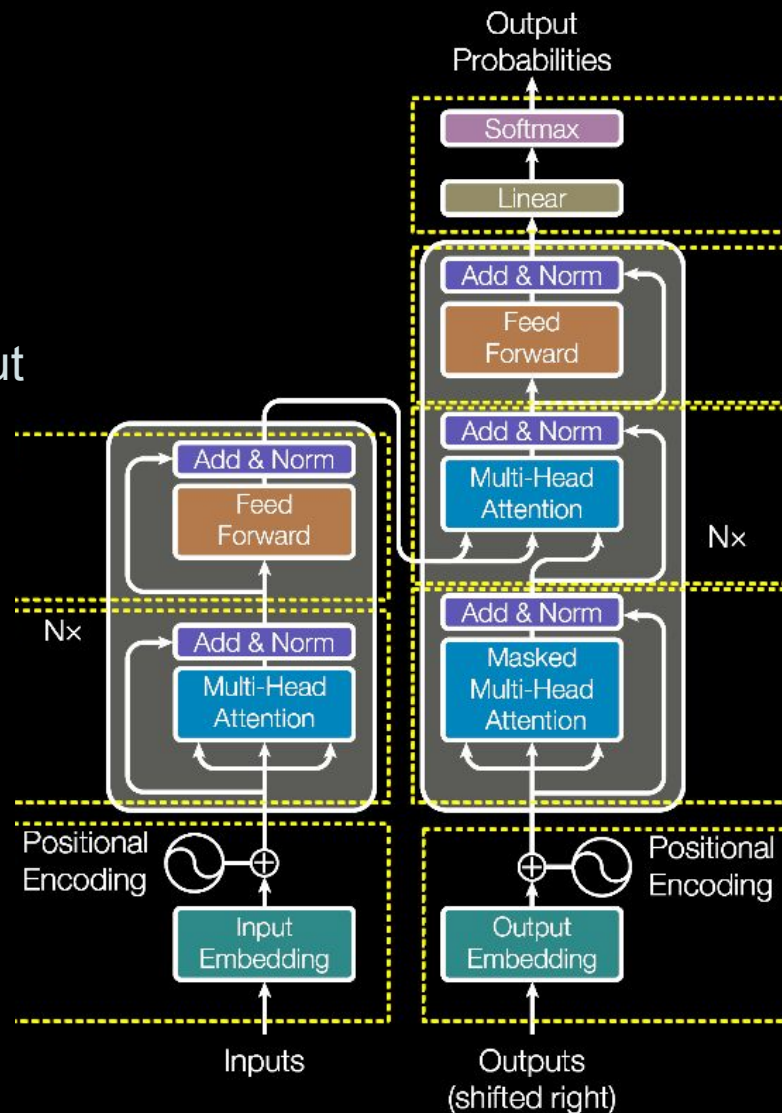 Output
Probabilities
Softmax
Linear
Add & Norm
Feed
Forward
Add & Norm
Multi-Head
Attention
Nx
Add & Norm
Masked
Multi-Head
Attention
Positional
Encoding
Output
Embedding
Outputs
(shifted right)
ut
Add & Norm
Feed
Forward
Nx
Add & Norm
Multi-Head
Attention
Positional
Encoding
Input
Embedding
Inputs